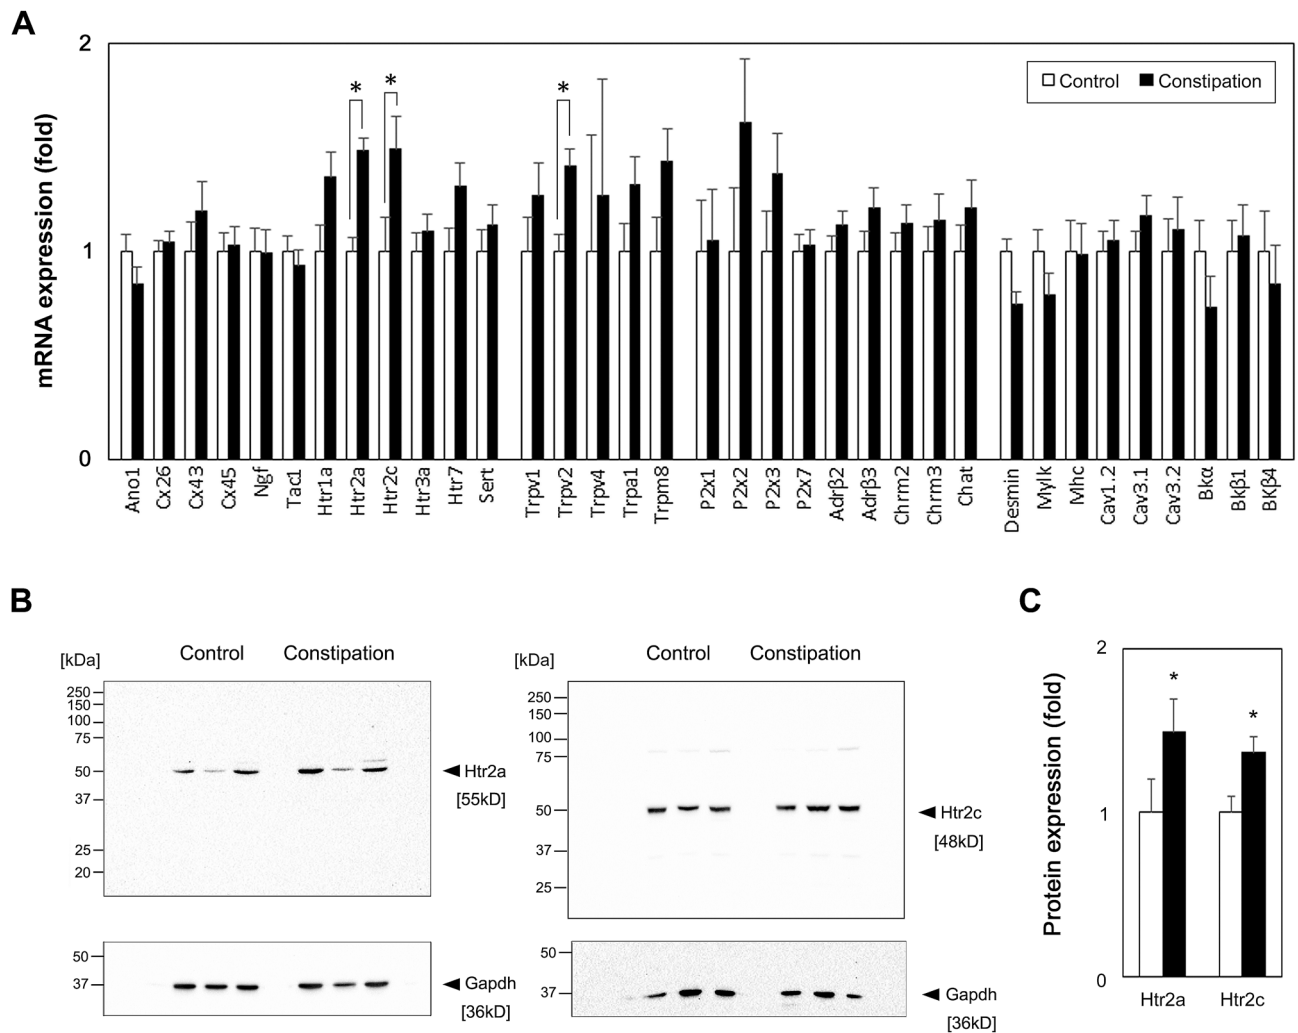 A
2
1
0
mRNA expression (fold)
Control Constipation
* * *
Ano1 Cx26 Cx43 Cx45 Ngf Tac1 Htr1a Htr2a Htr2c Htr3a Htr7 Sert Trpv1 Trpv2 Trpv4 Trpa1 Trpm8 P2x1 P2x2 P2x3 P2x7 Adrβ2 Adrβ3 Chrm2 Chrm3 Chat Desmin Mylk Mhc Cav1.2 Cav3.1 Cav3.2 Bkα Bkβ1 BKβ4
B
[kDa] Control Constipation
250
150
100
75
50
37
25
20
Htr2a
[55kD]
50
37
Gapdh
[36kD]
[kDa] Control Constipation
250
150
100
75
50
37
25
Htr2c
[48kD]
50
37
Gapdh
[36kD]
C
2
1
0
Protein expression (fold)
* *
Htr2a Htr2c